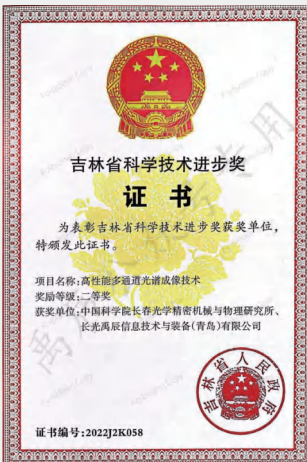 吉林省科学技术进步奖
证 书
为表彰吉林省科学技术进步奖获奖单位，
特颁发此证书。
项目名称:高性能多通道光谱成像技术
奖励等级:二等奖
获奖单位:中国科学院长春光学精密机械与物理研究所、
长光禹辰信息技术与装备(青岛)有限公司
吉林省人民政府
证书编号:2022J2K058